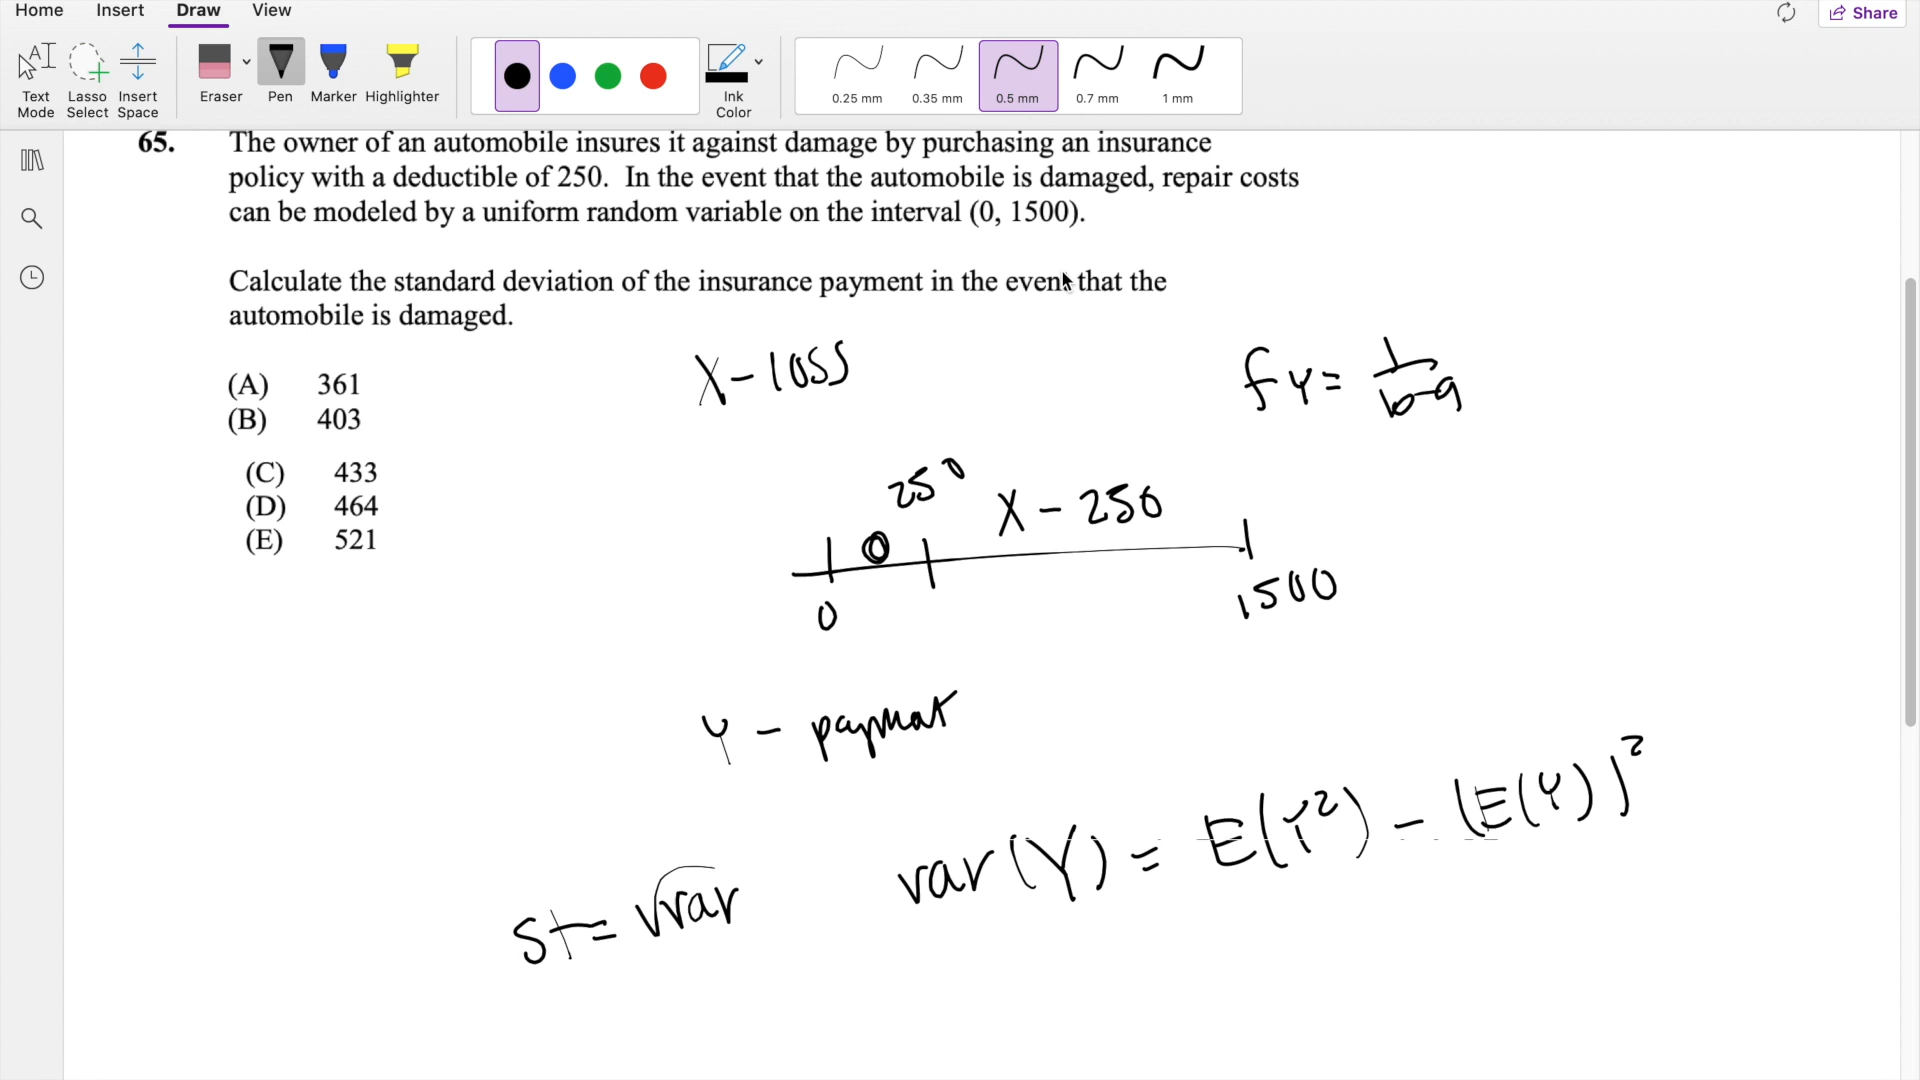 Home Insert Draw View
Share
Text Mode
Lasso Select
Insert Space
Eraser
Pen
Marker
Highlighter
Ink Color
0.25 mm
0.35 mm
0.5 mm
0.7 mm
1 mm
65. The owner of an automobile insures it against damage by purchasing an insurance
policy with a deductible of 250. In the event that the automobile is damaged, repair costs
can be modeled by a uniform random variable on the interval (0, 1500).
Calculate the standard deviation of the insurance payment in the event that the
automobile is damaged.
(A) 361
(B) 403
(C) 433
(D) 464
(E) 521
X - loss
fY = 1/b-a
250
0
X - 250
0
1500
Y - payment
var(Y) = E(Y²) - [E(Y)]²
St = √var